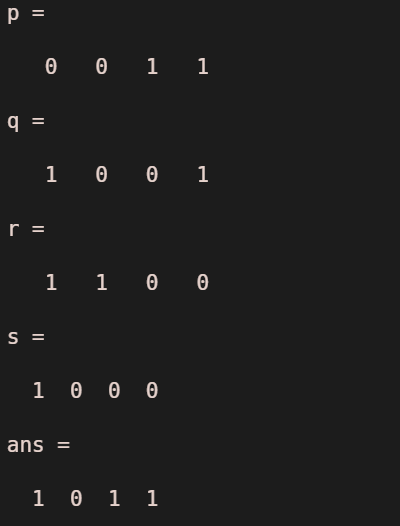 p =
0 0 1 1
q =
1 0 0 1
r =
1 1 0 0
s =
1 0 0 0
ans =
1 0 1 1